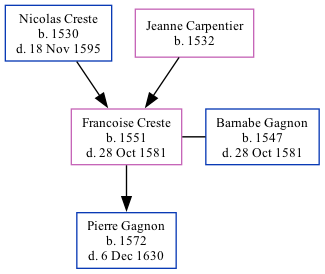 Nicolas Creste
b. 1530
d. 18 Nov 1595
Jeanne Carpentier
b. 1532
Francoise Creste
b. 1551
d. 28 Oct 1581
Barnabe Gagnon
b. 1547
d. 28 Oct 1581
Pierre Gagnon
b. 1572
d. 6 Dec 1630